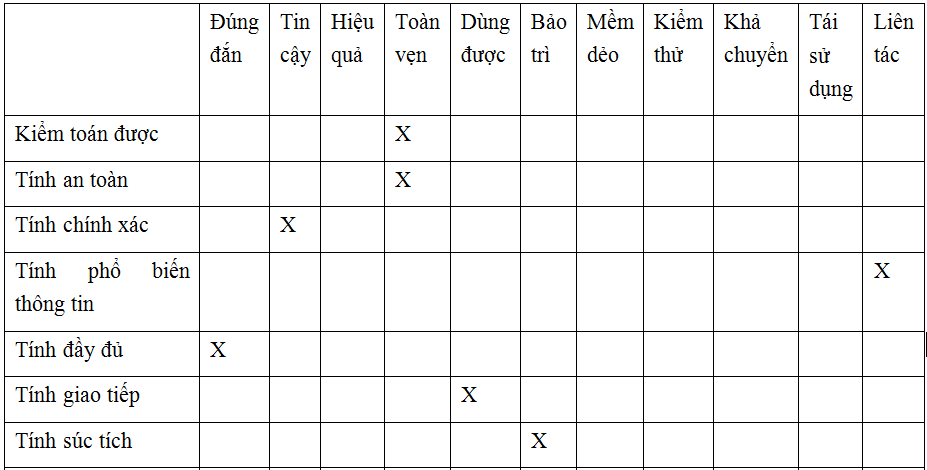 Đúng đắn Tin cậy Hiệu quả Toàn vẹn Dùng được Bảo trì Mềm dẻo Kiểm thử Khả chuyển Tái sử dụng Liên tác
Kiểm toán được X
Tính an toàn X
Tính chính xác X
Tính phổ biến
thông tin X
Tính đầy đủ X
Tính giao tiếp X
Tính súc tích X